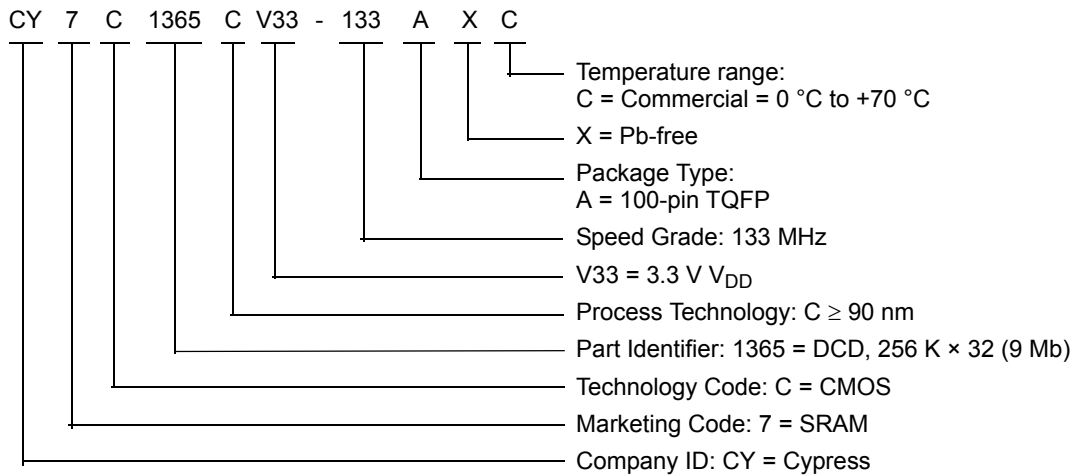 CY 7 C 1365 C V33 - 133 A X C
Temperature range:
C = Commercial = 0 °C to +70 °C
X = Pb-free
Package Type:
A = 100-pin TQFP
Speed Grade: 133 MHz
V33 = 3.3 V VDD
Process Technology: C ≥ 90 nm
Part Identifier: 1365 = DCD, 256 K × 32 (9 Mb)
Technology Code: C = CMOS
Marketing Code: 7 = SRAM
Company ID: CY = Cypress